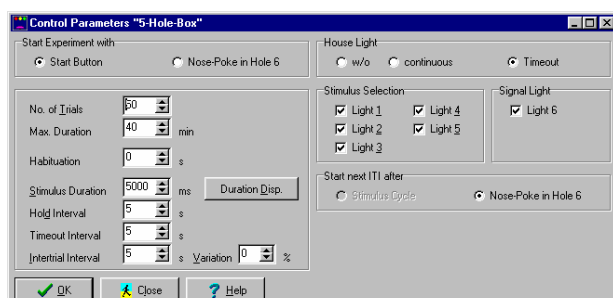 Control Parameters "5-Hole-Box"
Start Experiment with
Start Button
Nose-Poke in Hole 6
House Light
w/o
continuous
Timeout
No. of Trials 50
Max. Duration 40 min
Habituation 0 s
Stimulus Duration 5000 ms Duration Disp.
Hold Interval 5 s
Timeout Interval 5 s
Intertrial Interval 5 s Variation 0 %
Stimulus Selection
Light 1 Light 4
Light 2 Light 5
Light 3
Signal Light
Light 6
Start next ITI after
Stimulus Cycle Nose-Poke in Hole 6
OK Close Help